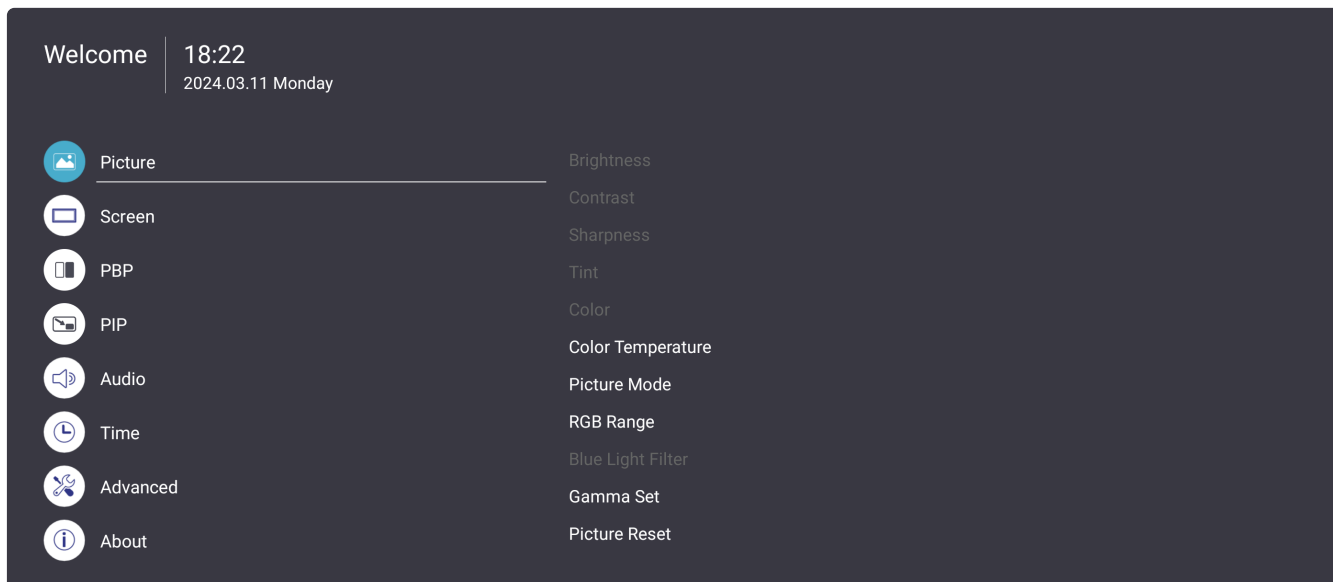 Welcome
18:22
2024.03.11 Monday
Picture
Screen
PBP
PIP
Audio
Time
Advanced
About
Brightness
Contrast
Sharpness
Tint
Color
Color Temperature
Picture Mode
RGB Range
Blue Light Filter
Gamma Set
Picture Reset